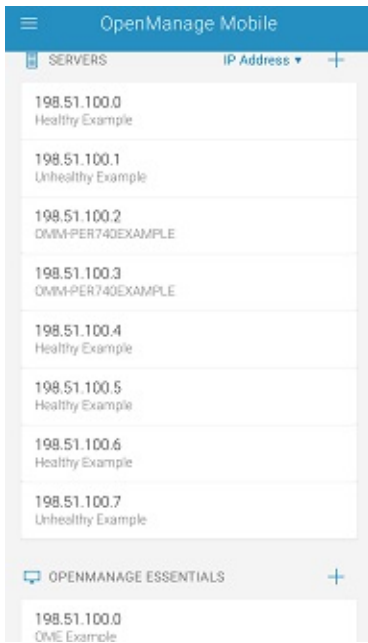 OpenManage Mobile
SERVERS IP Address ▾ +
198.51.100.0
Healthy Example
198.51.100.1
Unhealthy Example
198.51.100.2
OMM-PER740EXAMPLE
198.51.100.3
OMM-PER740EXAMPLE
198.51.100.4
Healthy Example
198.51.100.5
Healthy Example
198.51.100.6
Healthy Example
198.51.100.7
Unhealthy Example
OPENMANAGE ESSENTIALS +
198.51.100.0
OME Example